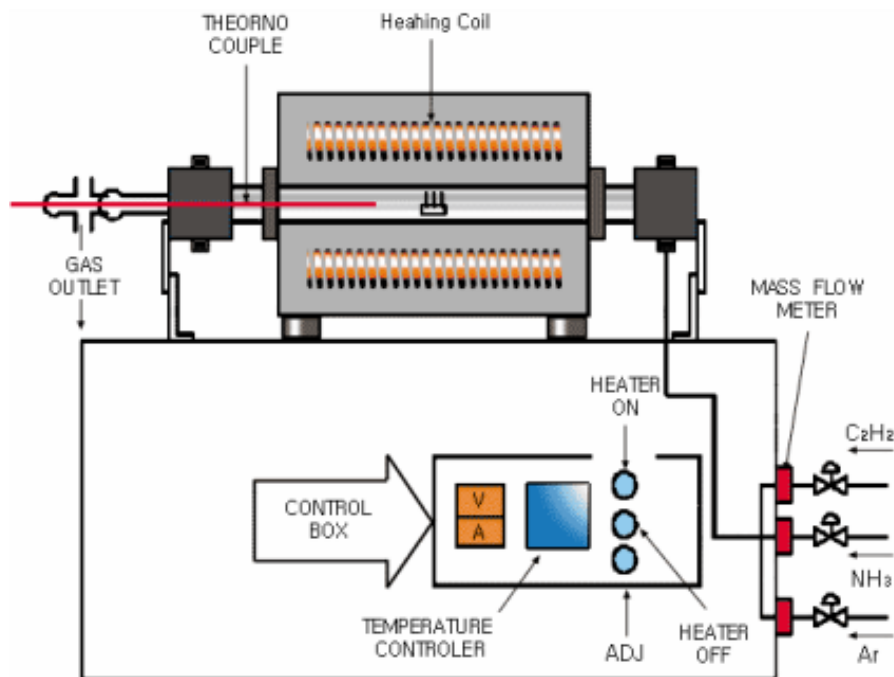 THEORNO
COUPLE
Heahing Coil
GAS
OUTLET
MASS FLOW
METER
HEATER
ON
C₂H₂
CONTROL
BOX
V
A
NH₃
TEMPERATURE
CONTROLER
ADJ
HEATER
OFF
Ar